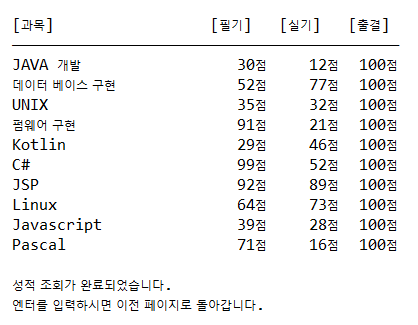 [과목] [필기] [실기] [출결]
JAVA 개발 30점 12점 100점
데이터 베이스 구현 52점 77점 100점
UNIX 35점 32점 100점
펌웨어 구현 91점 21점 100점
Kotlin 29점 46점 100점
C# 99점 52점 100점
JSP 92점 89점 100점
Linux 64점 73점 100점
Javascript 39점 28점 100점
Pascal 71점 16점 100점
성적 조회가 완료되었습니다.
엔터를 입력하시면 이전 페이지로 돌아갑니다.